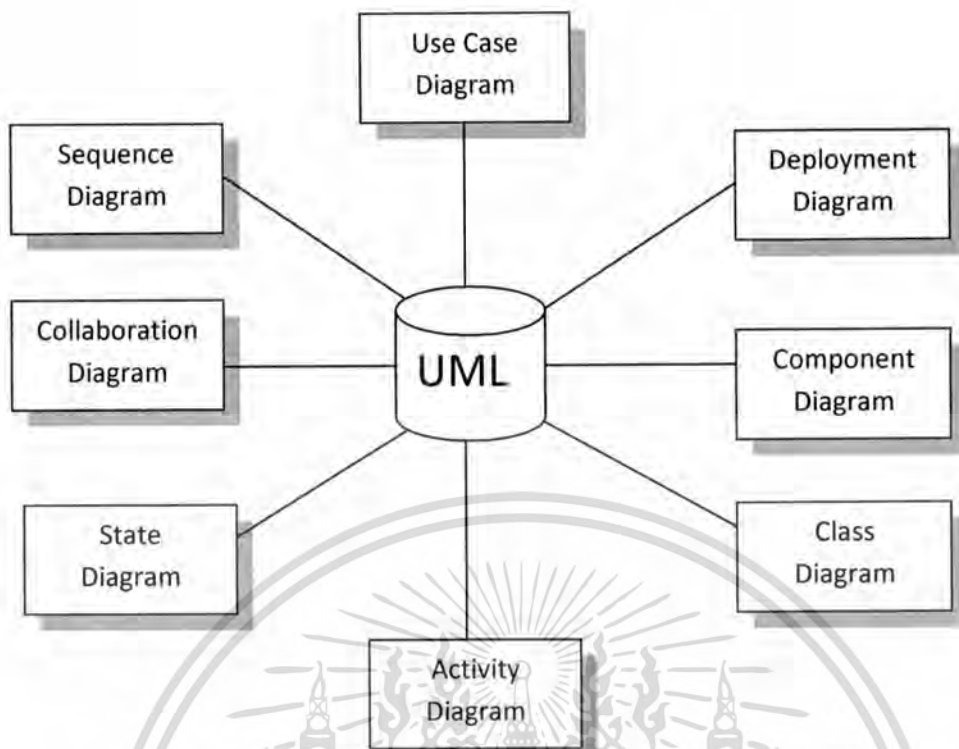 Use Case
Diagram
Sequence
Diagram
Deployment
Diagram
Collaboration
Diagram
UML
Component
Diagram
State
Diagram
Class
Diagram
Activity
Diagram